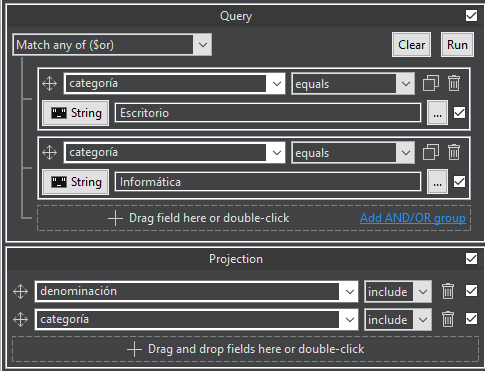 Query
Match any of ($or) Clear Run
categoría equals
String Escritorio ...
categoría equals
String Informática ...
Drag field here or double-click Add AND/OR group
Projection
denominación include
categoría include
Drag and drop fields here or double-click